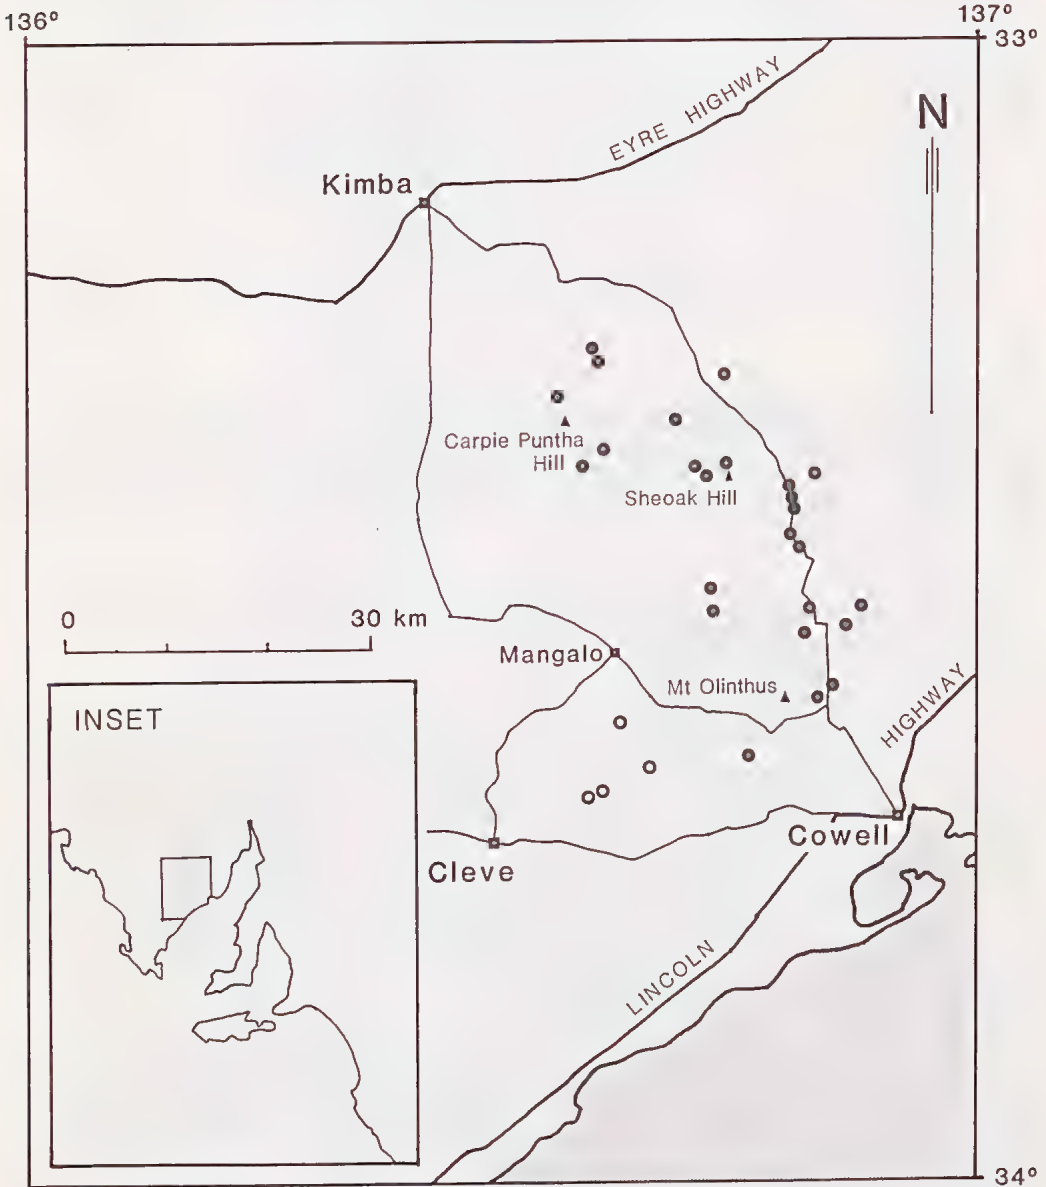 136°
137°
33°
EYRE HIGHWAY
N
Kimba
Carpie Puntha
Hill
Sheoak Hill
0 30 km
Mangalo
Mt Olinthus
HIGHWAY
INSET
Cowell
Cleve
LINCOLN
34°